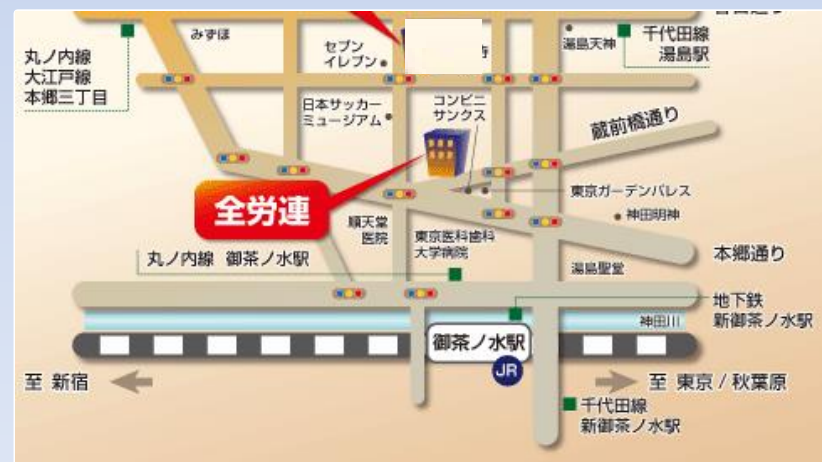 みずほ
セブン
イレブン
湯島天神
千代田線
湯島駅
丸ノ内線
大江戸線
本郷三丁目
日本サッカー
ミュージアム
コンビニ
サンクス
蔵前橋通り
全労連
東京ガーデンパレス
神田明神
順天堂
医院
東京医科歯科
大学病院
丸ノ内線 御茶ノ水駅
湯島聖堂
本郷通り
地下鉄
新御茶ノ水駅
神田川
御茶ノ水駅
JR
至 新宿
至 東京 / 秋葉原
千代田線
新御茶ノ水駅